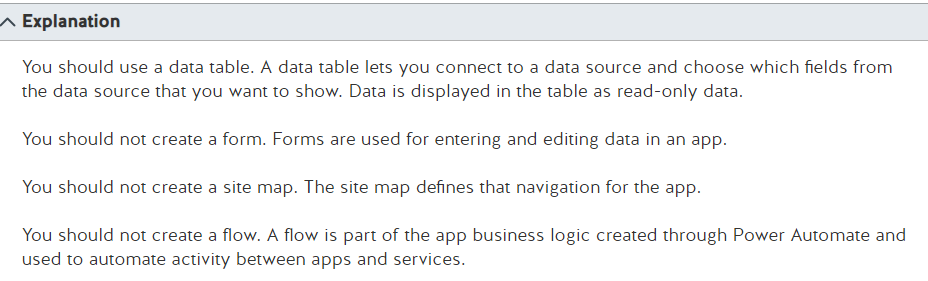 Explanation
You should use a data table. A data table lets you connect to a data source and choose which fields from
the data source that you want to show. Data is displayed in the table as read-only data.
You should not create a form. Forms are used for entering and editing data in an app.
You should not create a site map. The site map defines that navigation for the app.
You should not create a flow. A flow is part of the app business logic created through Power Automate and
used to automate activity between apps and services.